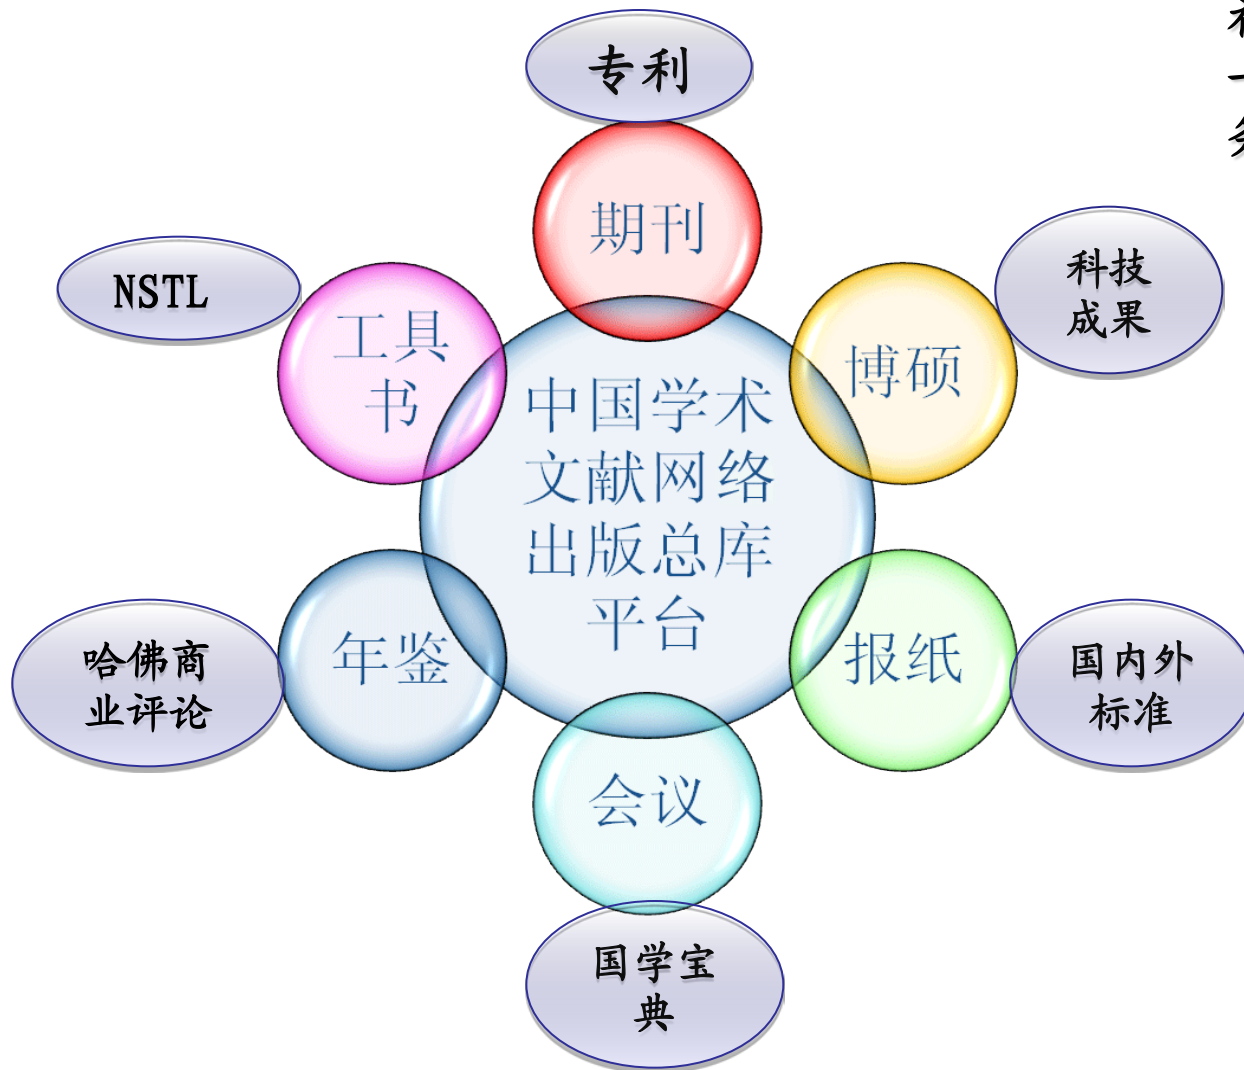 专利
期刊
科技
成果
NSTL
工具
书
博硕
中国学术
文献网络
出版总库
平台
哈佛商
业评论
年鉴
报纸
国内外
标准
会议
国学宝
典